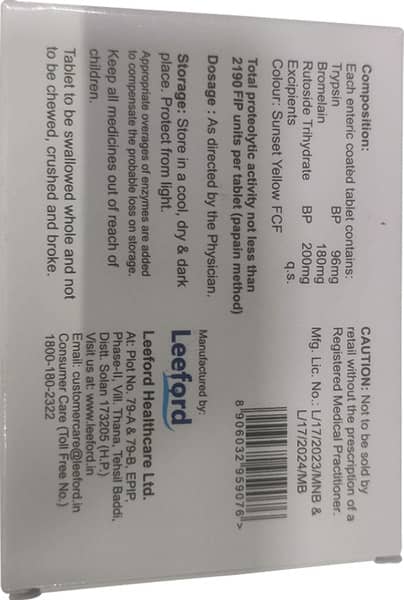 Composition:
Each enteric coated tablet contains:
Trypsin BP 96mg
Bromelain 180mg
Rutoside Trihydrate BP 200mg
Excipients q.s.
Colour: Sunset Yellow FCF
Total proteolytic activity not less than
2190 FIP units per tablet (papain method)
Dosage : As directed by the Physician.
Storage: Store in a cool, dry & dark
place. Protect from light.
Appropriate overages of enzymes are added
to compensate the probable loss on storage.
Keep all medicines out of reach of
children.
Tablet to be swallowed whole and not
to be chewed, crushed and broke.
CAUTION: Not to be sold by
retail without the prescription of a
Registered Medical Practitioner.
Mfg. Lic. No.: L/17/2023/MNB &
L/17/2024/MB
8 906032 959076 >
Manufactured by:
Leeford
Leeford Healthcare Ltd.
At: Plot No. 79-A & 79-B, EPIP,
Phase-II, Vill. Thana, Tehsil Baddi,
Distt. Solan 173205 (H.P.)
Visit us at: www.leeford.in
Email: customercare@leeford.in
Consumer Care (Toll Free No.)
1800-180-2322